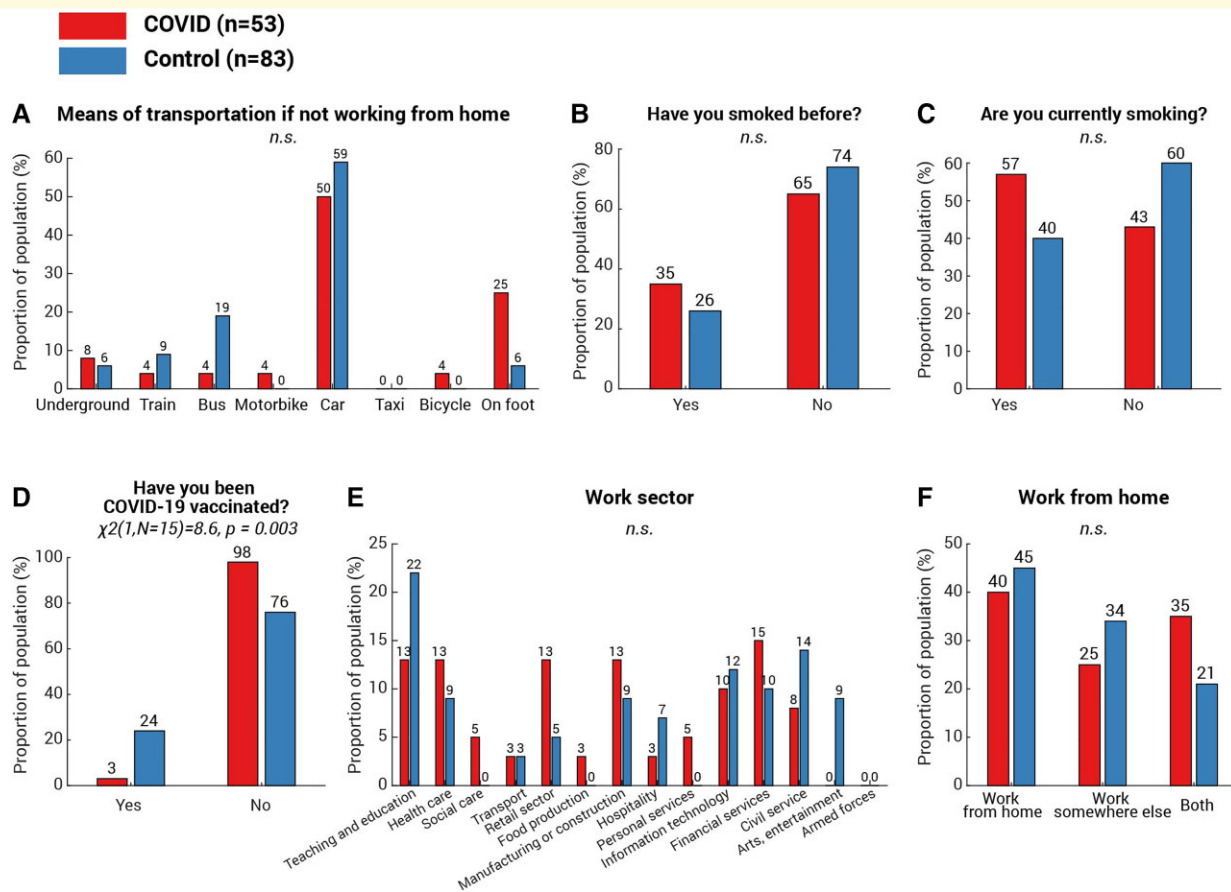 COVID (n=53)
Control (n=83)
A Means of transportation if not working from home
n.s.
Proportion of population (%)
60
50
40
30
20
10
0
8 6 4 9 4 19 4 0 50 59 0 0 4 0 25 6
Underground Train Bus Motorbike Car Taxi Bicycle On foot
B Have you smoked before?
n.s.
Proportion of population (%)
80
60
40
20
0
35 26 65 74
Yes No
C Are you currently smoking?
n.s.
Proportion of population (%)
60
50
40
30
20
10
0
57 40 43 60
Yes No
D Have you been
COVID-19 vaccinated?
χ2(1,N=15)=8.6, p = 0.003
Proportion of population (%)
100
80
60
40
20
0
3 24 98 76
Yes No
E Work sector
n.s.
Proportion of population (%)
25
20
15
10
5
0
13 22 13 9 5 0 3 3 13 5 3 0 13 9 3 7 5 0 10 12 15 10 8 14 0 9 0 0
Teaching and education
Health care
Social care
Transport
Retail sector
Food production
Manufacturing or construction
Hospitality
Personal services
Information technology
Financial services
Civil service
Arts, entertainment
Armed forces
F Work from home
n.s.
Proportion of population (%)
50
40
30
20
10
0
40 45 25 34 35 21
Work
from home
Work
somewhere else
Both